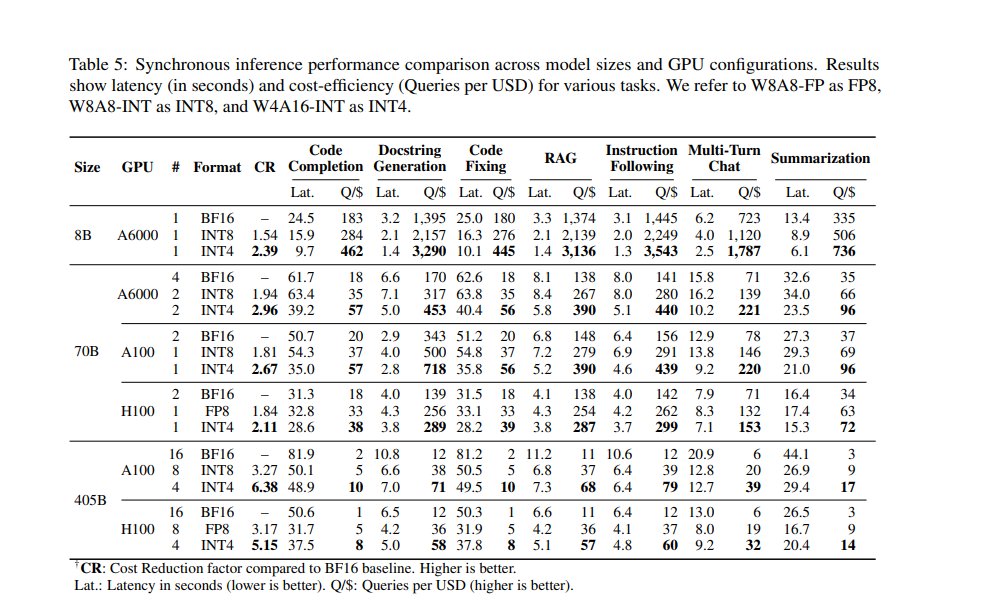 Table 5: Synchronous inference performance comparison across model sizes and GPU configurations. Results
show latency (in seconds) and cost-efficiency (Queries per USD) for various tasks. We refer to W8A8-FP as FP8,
W8A8-INT as INT8, and W4A16-INT as INT4.
Size GPU # Format CR Code Completion Docstring Generation Code Fixing RAG Instruction Following Multi-Turn Chat Summarization
Lat. Q/$ Lat. Q/$ Lat. Q/$ Lat. Q/$ Lat. Q/$ Lat. Q/$ Lat. Q/$
1 BF16 – 24.5 183 3.2 1,395 25.0 180 3.3 1,374 3.1 1,445 6.2 723 13.4 335
8B A6000 1 INT8 1.54 15.9 284 2.1 2,157 16.3 276 2.1 2,139 2.0 2,249 4.0 1,120 8.9 506
1 INT4 2.39 9.7 462 1.4 3,290 10.1 445 1.4 3,136 1.3 3,543 2.5 1,787 6.1 736
4 BF16 – 61.7 18 6.6 170 62.6 18 8.1 138 8.0 141 15.8 71 32.6 35
A6000 2 INT8 1.94 63.4 35 7.1 317 63.8 35 8.4 267 8.0 280 16.2 139 34.0 66
2 INT4 2.96 39.2 57 5.0 453 40.4 56 5.8 390 5.1 440 10.2 221 23.5 96
2 BF16 – 50.7 20 2.9 343 51.2 20 6.8 148 6.4 156 12.9 78 27.3 37
70B A100 1 INT8 1.81 54.3 37 4.0 500 54.8 37 7.2 279 6.9 291 13.8 146 29.3 69
1 INT4 2.67 35.0 57 2.8 718 35.8 56 5.2 390 4.6 439 9.2 220 21.0 96
2 BF16 – 31.3 18 4.0 139 31.5 18 4.1 138 4.0 142 7.9 71 16.4 34
H100 1 FP8 1.84 32.8 33 4.3 256 33.1 33 4.3 254 4.2 262 8.3 132 17.4 63
1 INT4 2.11 28.6 38 3.8 289 28.2 39 3.8 287 3.7 299 7.1 153 15.3 72
16 BF16 – 81.9 2 10.8 12 81.2 2 11.2 11 10.6 12 20.9 6 44.1 3
A100 8 INT8 3.27 50.1 5 6.6 38 50.5 5 6.8 37 6.4 39 12.8 20 26.9 9
4 INT4 6.38 48.9 10 7.0 71 49.5 10 7.3 68 6.4 79 12.7 39 29.4 17
405B
16 BF16 – 50.6 1 6.5 12 50.3 1 6.6 11 6.4 12 13.0 6 26.5 3
H100 8 FP8 3.17 31.7 5 4.2 36 31.9 5 4.2 36 4.1 37 8.0 19 16.7 9
4 INT4 5.15 37.5 8 5.0 58 37.8 8 5.1 57 4.8 60 9.2 32 20.4 14
†CR: Cost Reduction factor compared to BF16 baseline. Higher is better.
Lat.: Latency in seconds (lower is better). Q/$: Queries per USD (higher is better).